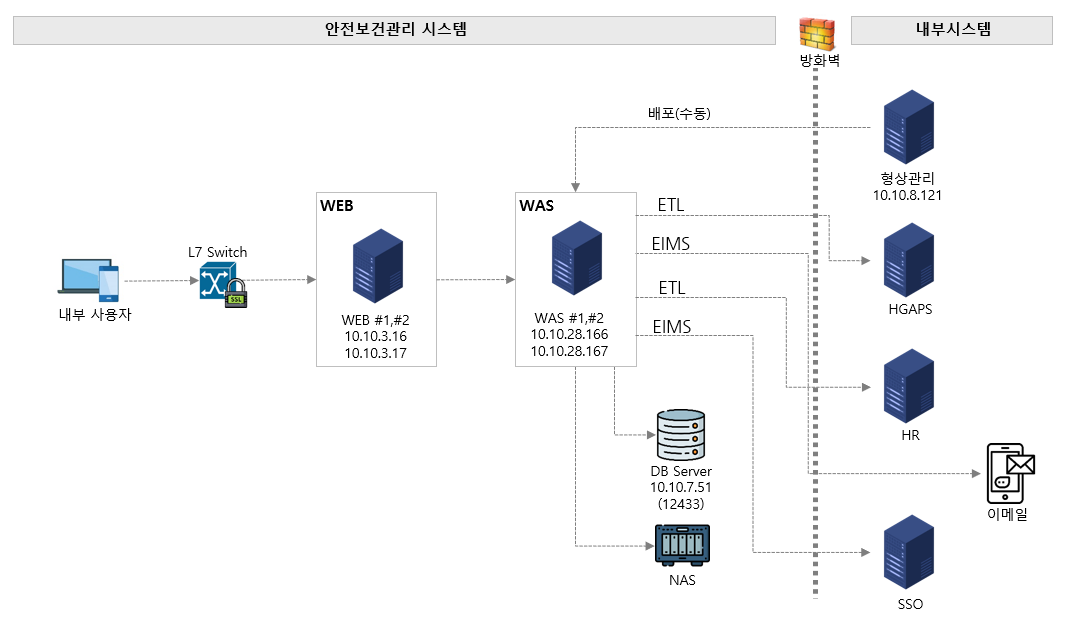 안전보건관리 시스템
내부시스템
방화벽
배포(수동)
형상관리
10.10.8.121
WEB
WAS
ETL
EIMS
L7 Switch
SSL
내부 사용자
WEB #1,#2
10.10.3.16
10.10.3.17
WAS #1,#2
10.10.28.166
10.10.28.167
ETL
EIMS
HGAPS
HR
DB Server
10.10.7.51
(12433)
이메일
NAS
SSO